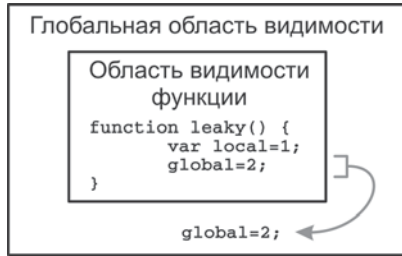 Глобальная область видимости
Область видимости
функции
function leaky() {
var local=1;
global=2;
}
global=2;